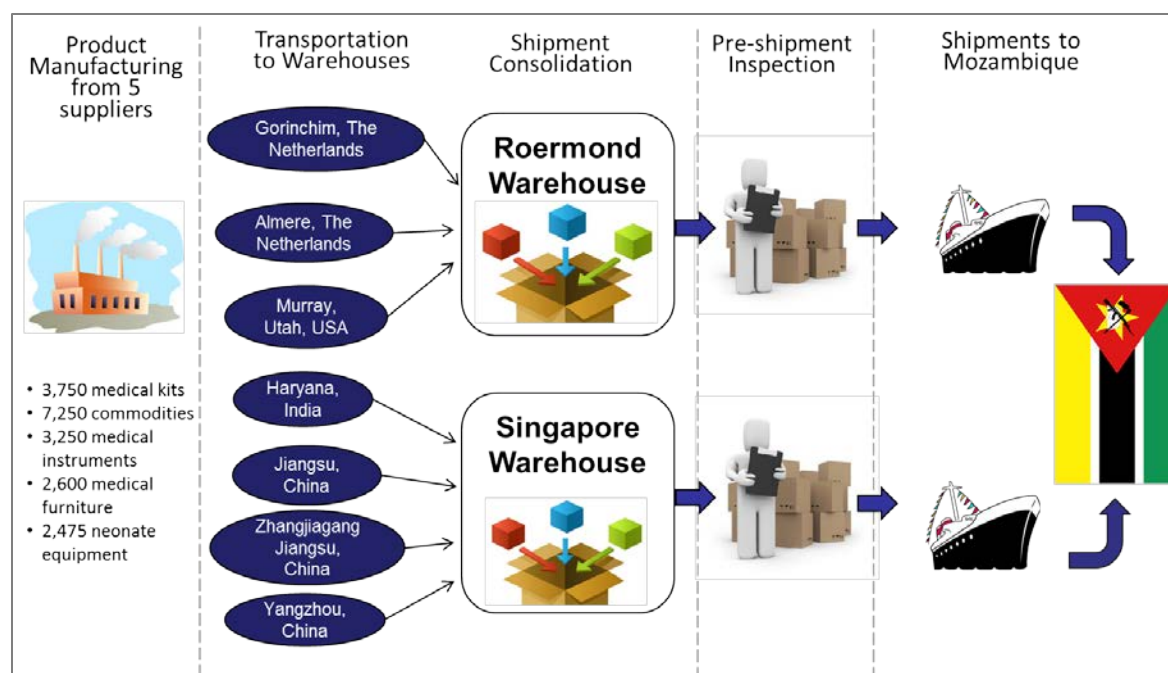 Product
Manufacturing
from 5
suppliers
Transportation
to Warehouses
Shipment
Consolidation
Pre-shipment
Inspection
Shipments to
Mozambique
Gorinchim, The
Netherlands
Almere, The
Netherlands
Murray,
Utah, USA
Haryana,
India
Jiangsu,
China
Zhangjiagang
Jiangsu,
China
Yangzhou,
China
Roermond
Warehouse
Singapore
Warehouse
• 3,750 medical kits
• 7,250 commodities
• 3,250 medical
instruments
• 2,600 medical
furniture
• 2,475 neonate
equipment